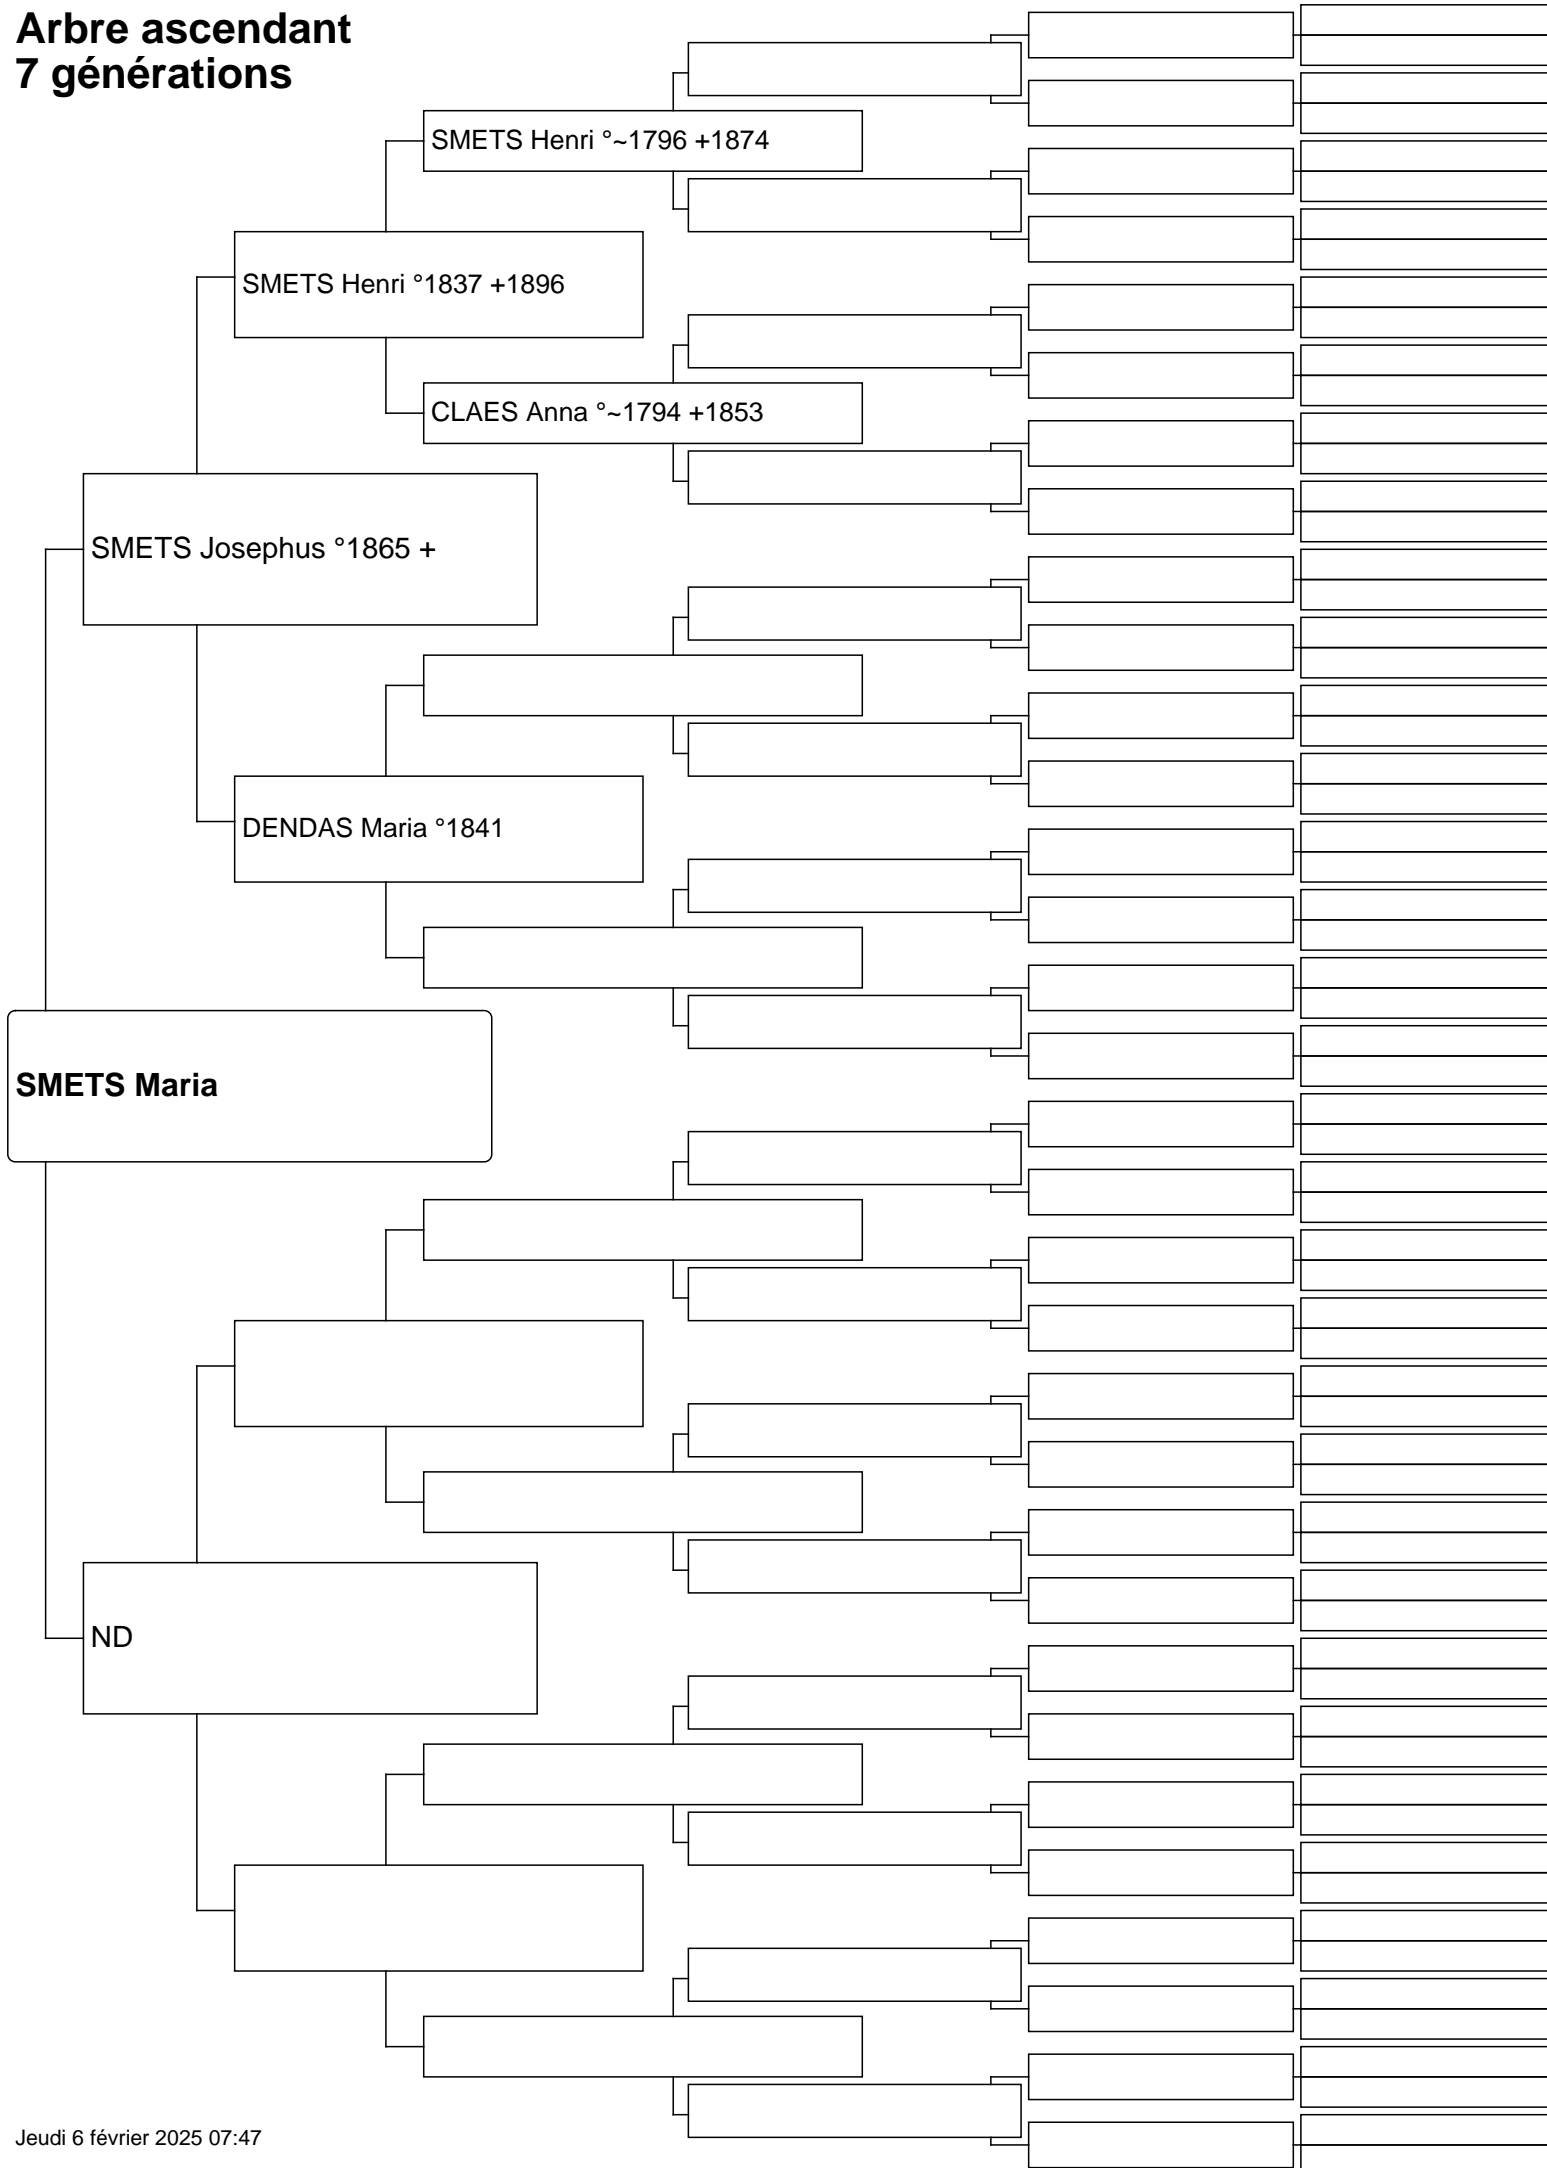 Arbre ascendant
7 générations
SMETS Henri °~1796 +1874
SMETS Henri °1837 +1896
CLAES Anna °~1794 +1853
SMETS Josephus °1865 +
DENDAS Maria °1841
SMETS Maria
ND
Jeudi 6 février 2025 07:47